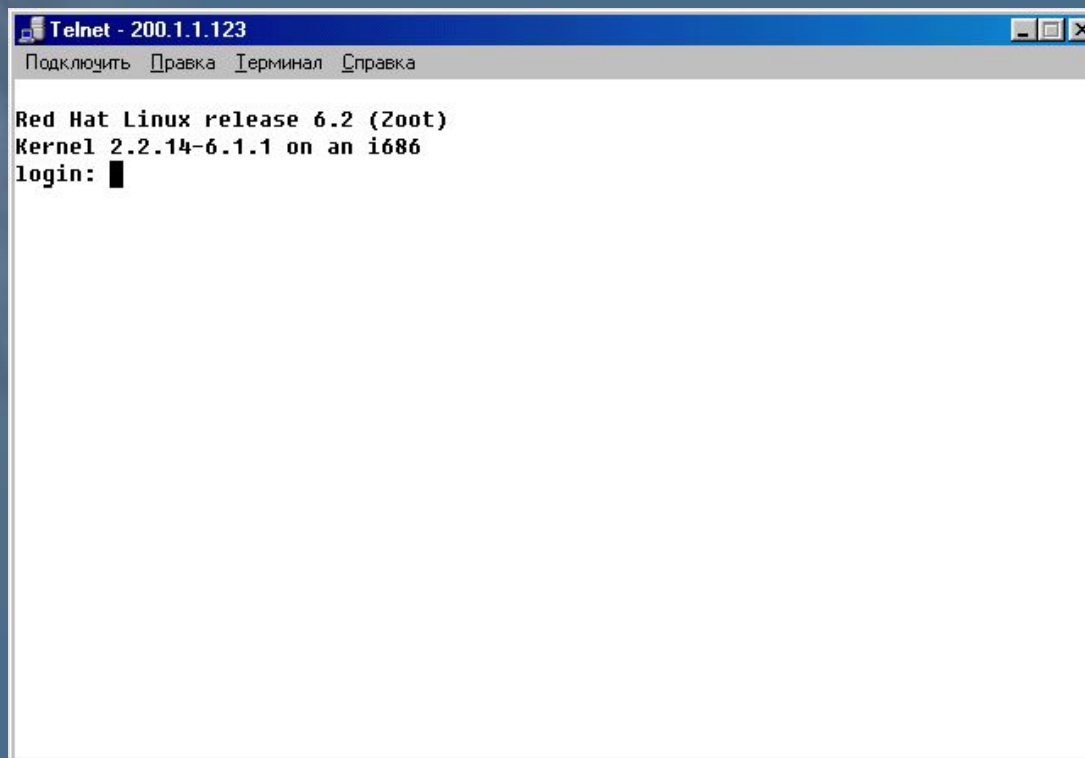 Telnet - 200.1.1.123
Подключить Правка Терминал Справка
Red Hat Linux release 6.2 (Zoot)
Kernel 2.2.14-6.1.1 on an i686
login: